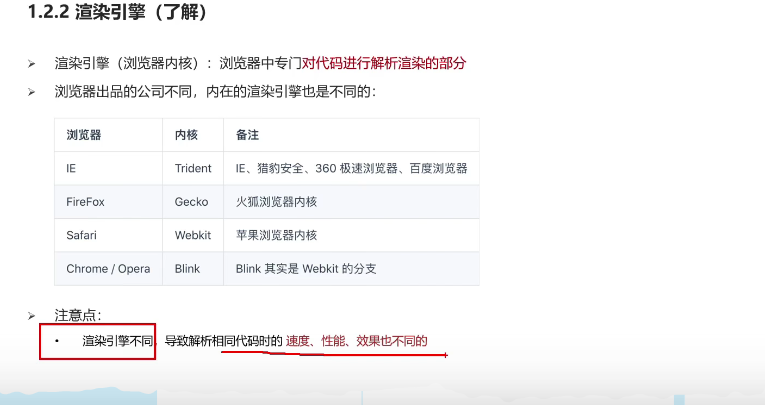 1.2.2 渲染引擎（了解）
渲染引擎（浏览器内核）：浏览器中专门对代码进行解析渲染的部分
浏览器出品的公司不同，内在的渲染引擎也是不同的：
浏览器 内核 备注
IE Trident IE、猎豹安全、360 极速浏览器、百度浏览器
FireFox Gecko 火狐浏览器内核
Safari Webkit 苹果浏览器内核
Chrome / Opera Blink Blink 其实是 Webkit 的分支
注意点：
渲染引擎不同，导致解析相同代码时的 速度、性能、效果也不同的